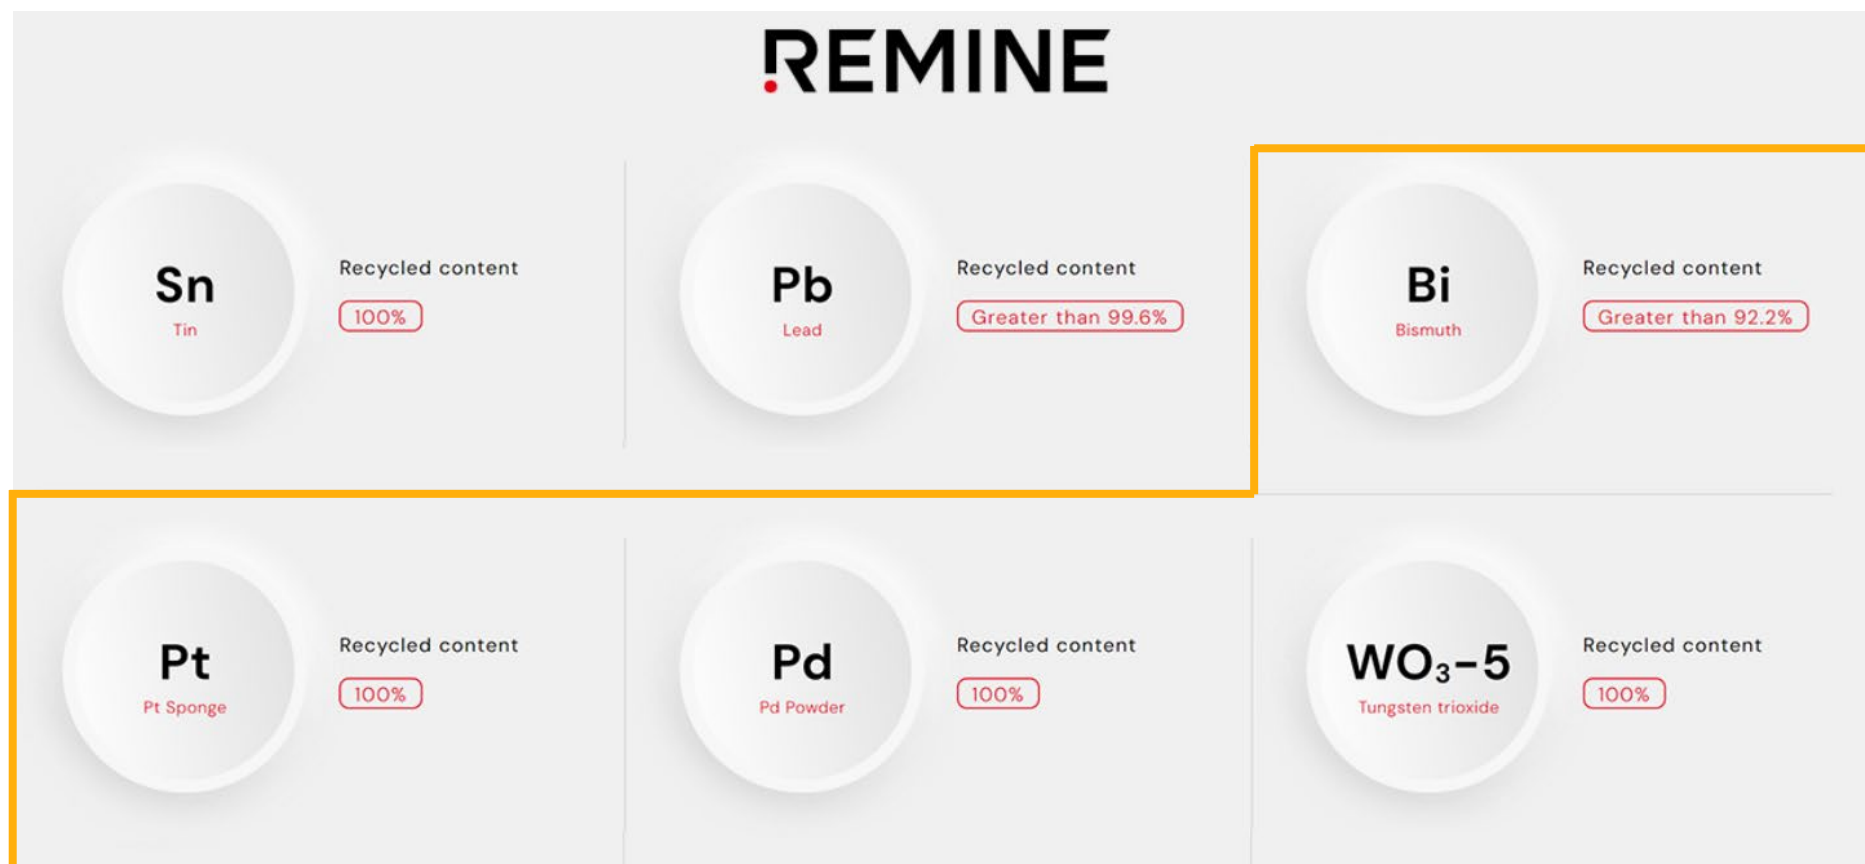 REMINE
Sn
Tin
Recycled content
100%
Pb
Lead
Recycled content
Greater than 99.6%
Bi
Bismuth
Recycled content
Greater than 92.2%
Pt
Pt Sponge
Recycled content
100%
Pd
Pd Powder
Recycled content
100%
WO₃-5
Tungsten trioxide
Recycled content
100%